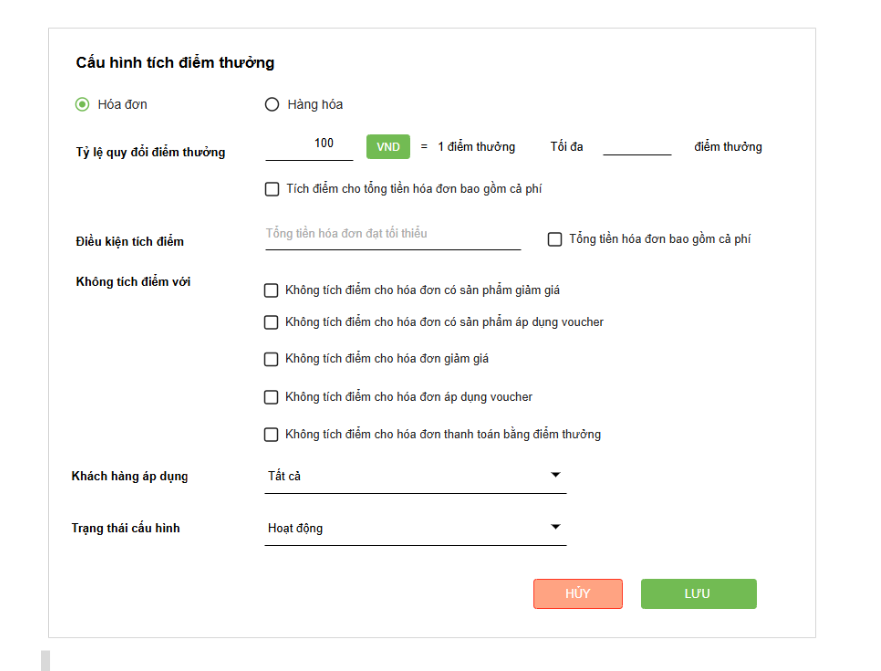 Cấu hình tích điểm thưởng
Hóa đơn Hàng hóa
Tỷ lệ quy đổi điểm thưởng 100 VND = 1 điểm thưởng Tối đa điểm thưởng
Tích điểm cho tổng tiền hóa đơn bao gồm cả phí
Điều kiện tích điểm Tổng tiền hóa đơn đạt tối thiểu Tổng tiền hóa đơn bao gồm cả phí
Không tích điểm với
Không tích điểm cho hóa đơn có sản phẩm giảm giá
Không tích điểm cho hóa đơn có sản phẩm áp dụng voucher
Không tích điểm cho hóa đơn giảm giá
Không tích điểm cho hóa đơn áp dụng voucher
Không tích điểm cho hóa đơn thanh toán bằng điểm thưởng
Khách hàng áp dụng Tất cả
Trạng thái cấu hình Hoạt động
HỦY LƯU